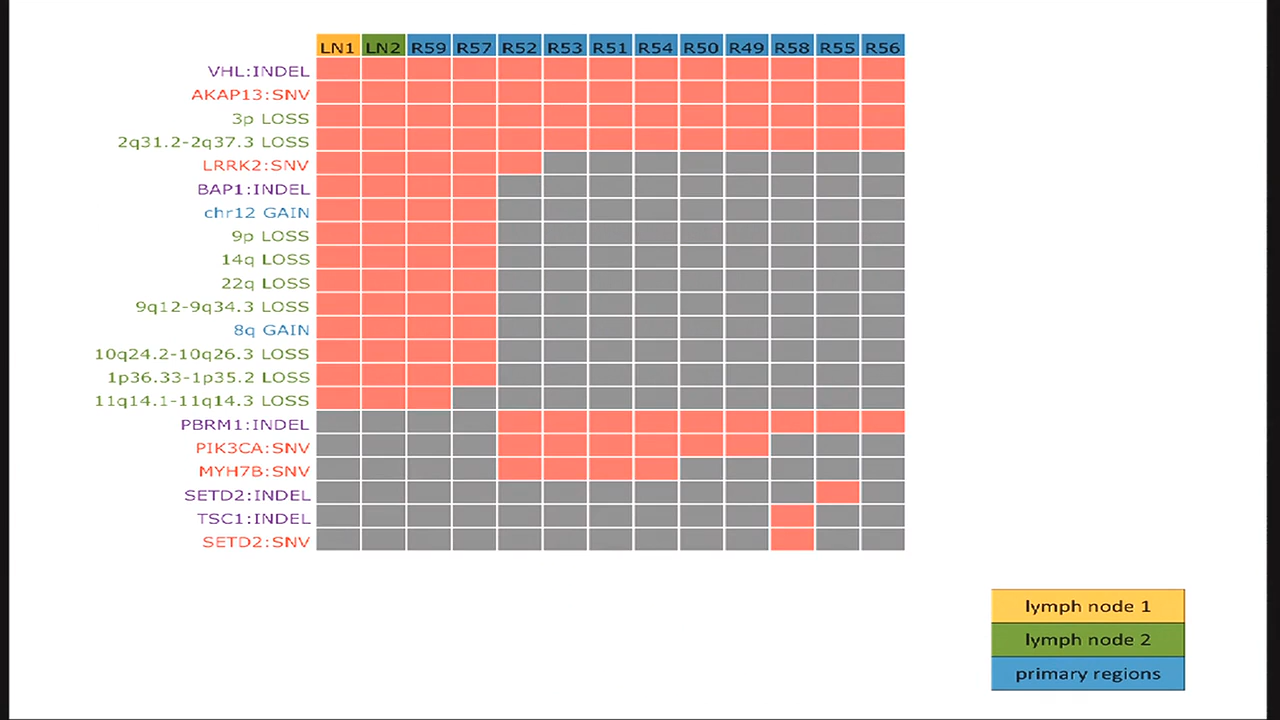 LN1 LN2 R59 R57 R52 R53 R51 R54 R50 R49 R58 R55 R56
VHL:INDEL
AKAP13:SNV
3p LOSS
2q31.2-2q37.3 LOSS
LRRK2:SNV
BAP1:INDEL
chr12 GAIN
9p LOSS
14q LOSS
22q LOSS
9q12-9q34.3 LOSS
8q GAIN
10q24.2-10q26.3 LOSS
1p36.33-1p35.2 LOSS
11q14.1-11q14.3 LOSS
PBRM1:INDEL
PIK3CA:SNV
MYH7B:SNV
SETD2:INDEL
TSC1:INDEL
SETD2:SNV
lymph node 1
lymph node 2
primary regions